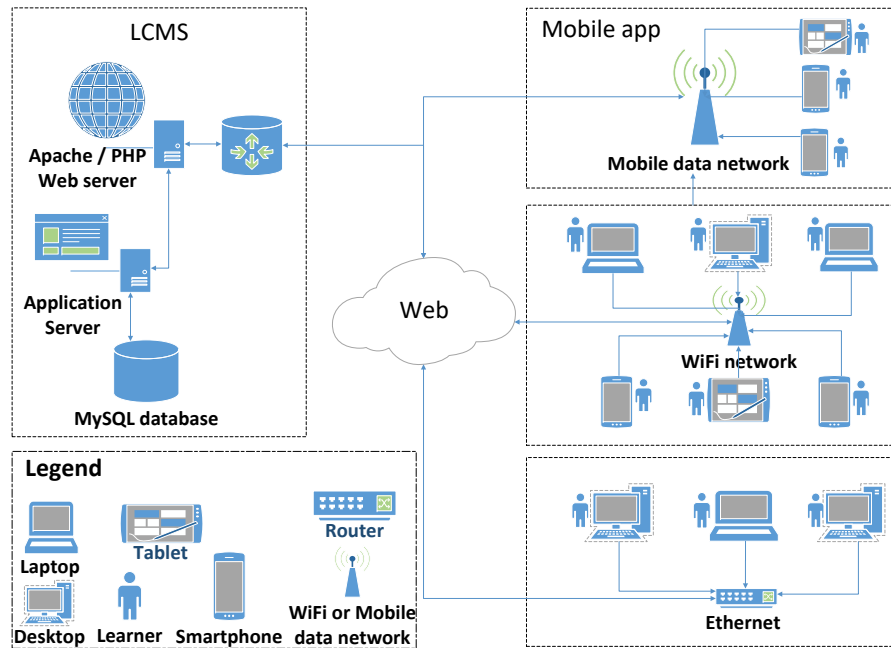 LCMS
Apache / PHP
Web server
Application
Server
MySQL database
Mobile app
Mobile data network
Web
WiFi network
Ethernet
Legend
Laptop
Tablet
Router
Desktop
Learner
Smartphone
WiFi or Mobile
data network